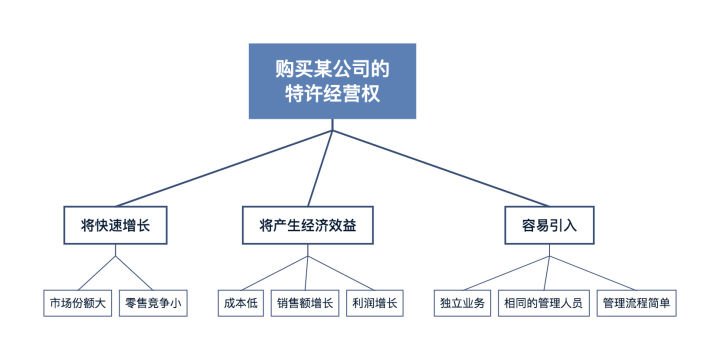 购买某公司的
特许经营权
将快速增长
将产生经济效益
容易引入
市场份额大
零售竞争小
成本低
销售额增长
利润增长
独立业务
相同的管理人员
管理流程简单